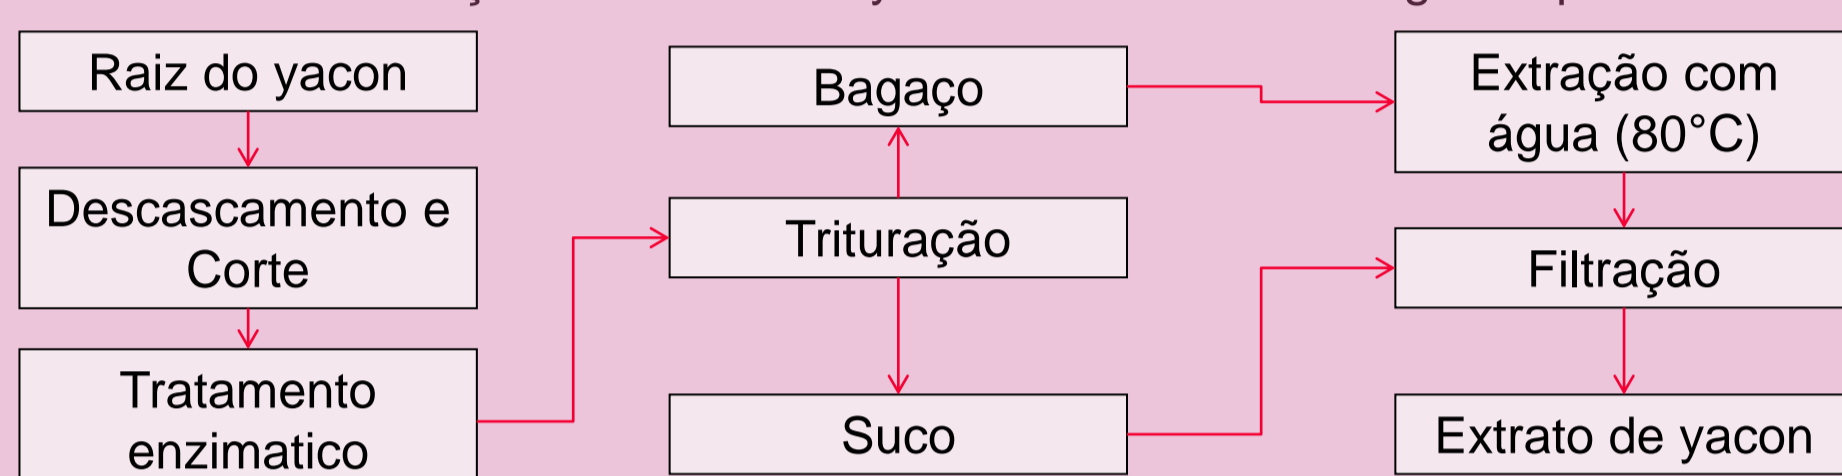 Raiz do yacon
Descascamento e
Corte
Tratamento
enzimatico
Bagaço
Trituração
Suco
Extração com
água (80°C)
Filtração
Extrato de yacon